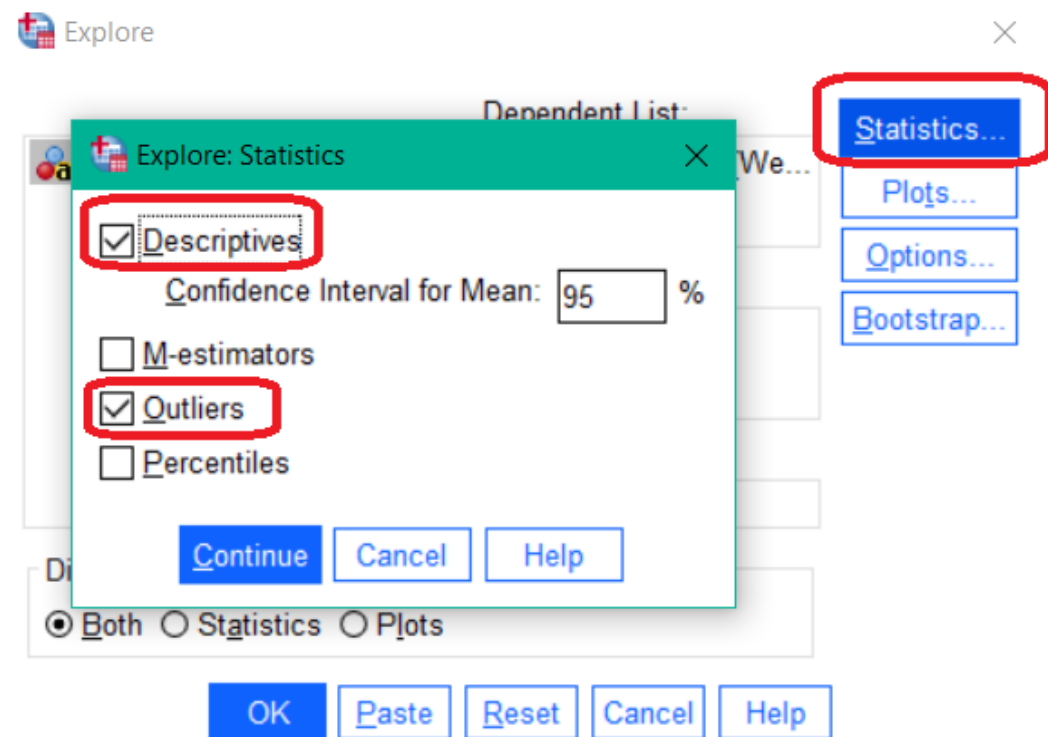 Explore
Dependent List:
Statistics...
a
Explore: Statistics
(We...
Plots...
Descriptives
Options...
Confidence Interval for Mean: 95 %
Bootstrap...
M-estimators
Outliers
Percentiles
Continue Cancel Help
Di
Both Statistics Plots
OK Paste Reset Cancel Help